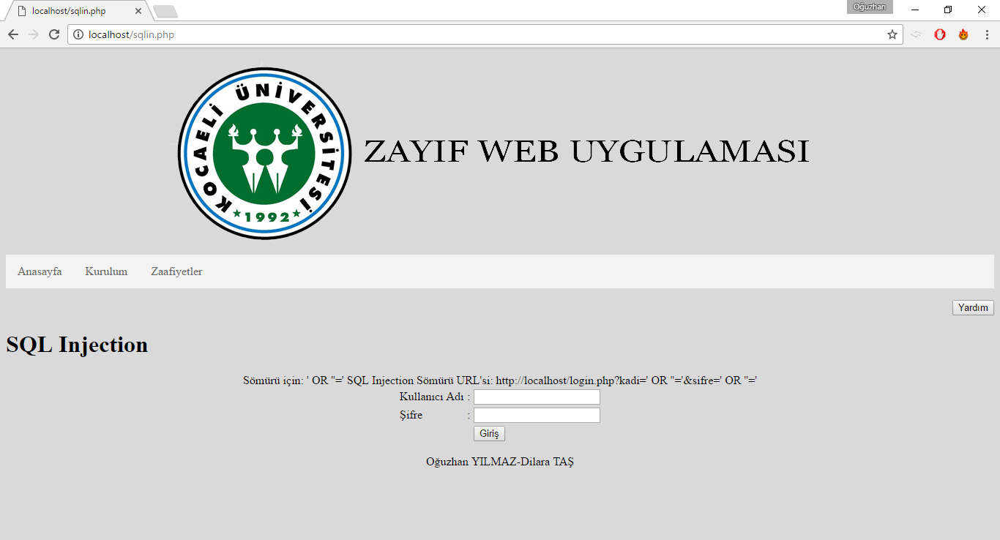 localhost/sqlin.php
Oğuzhan
localhost/sqlin.php
KOCAELİ ÜNİVERSİTESİ
1992
ZAYIF WEB UYGULAMASI
Anasayfa Kurulum Zaafiyetler
Yardım
SQL Injection
Sömürü için: ' OR ''=' SQL Injection Sömürü URL'si: http://localhost/login.php?kadi=' OR ''='&sifre=' OR ''='
Kullanıcı Adı :
Şifre :
Giriş
Oğuzhan YILMAZ-Dilara TAŞ